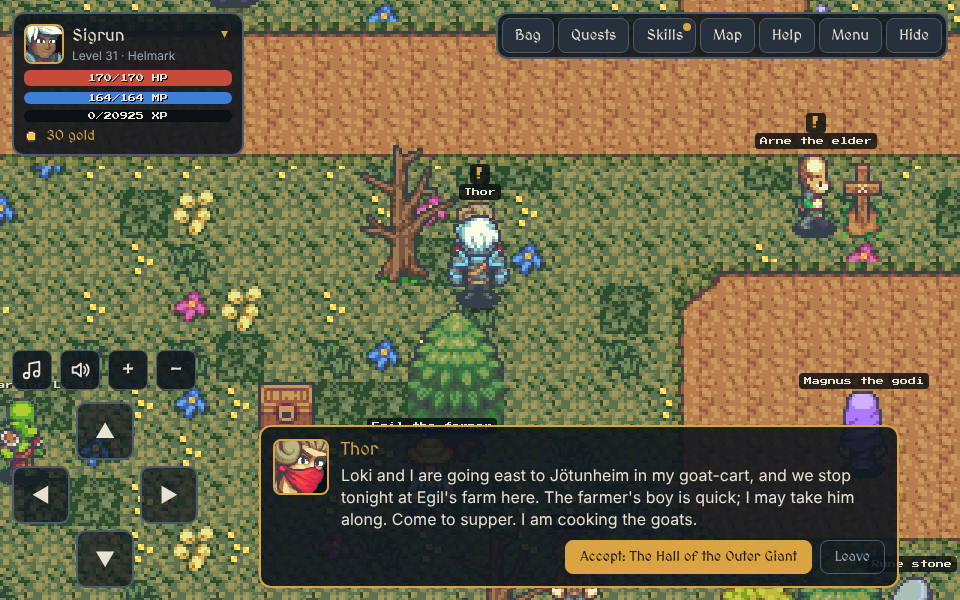 Sigrun
Level 31 · Helmark
170/170 HP
164/164 MP
0/20925 XP
30 gold
Bag
Quests
Skills
Map
Help
Menu
Hide
!
Arne the elder
!
Thor
Magnus the godi
Egil the farmer
Thor
Loki and I are going east to Jötunheim in my goat-cart, and we stop
tonight at Egil's farm here. The farmer's boy is quick; I may take him
along. Come to supper. I am cooking the goats.
Accept: The Hall of the Outer Giant
Leave
stone